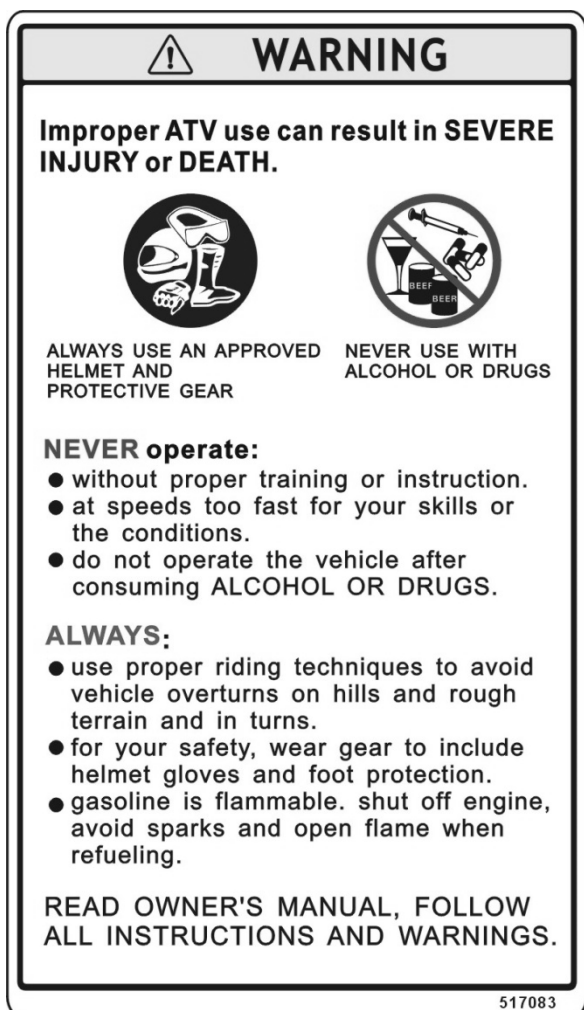 WARNING
Improper ATV use can result in SEVERE
INJURY or DEATH.
BEEF
BEER
ALWAYS USE AN APPROVED
HELMET AND
PROTECTIVE GEAR
NEVER USE WITH
ALCOHOL OR DRUGS
NEVER operate:
● without proper training or instruction.
● at speeds too fast for your skills or
the conditions.
● do not operate the vehicle after
consuming ALCOHOL OR DRUGS.
ALWAYS:
● use proper riding techniques to avoid
vehicle overturns on hills and rough
terrain and in turns.
● for your safety, wear gear to include
helmet gloves and foot protection.
● gasoline is flammable. shut off engine,
avoid sparks and open flame when
refueling.
READ OWNER'S MANUAL, FOLLOW
ALL INSTRUCTIONS AND WARNINGS.
517083